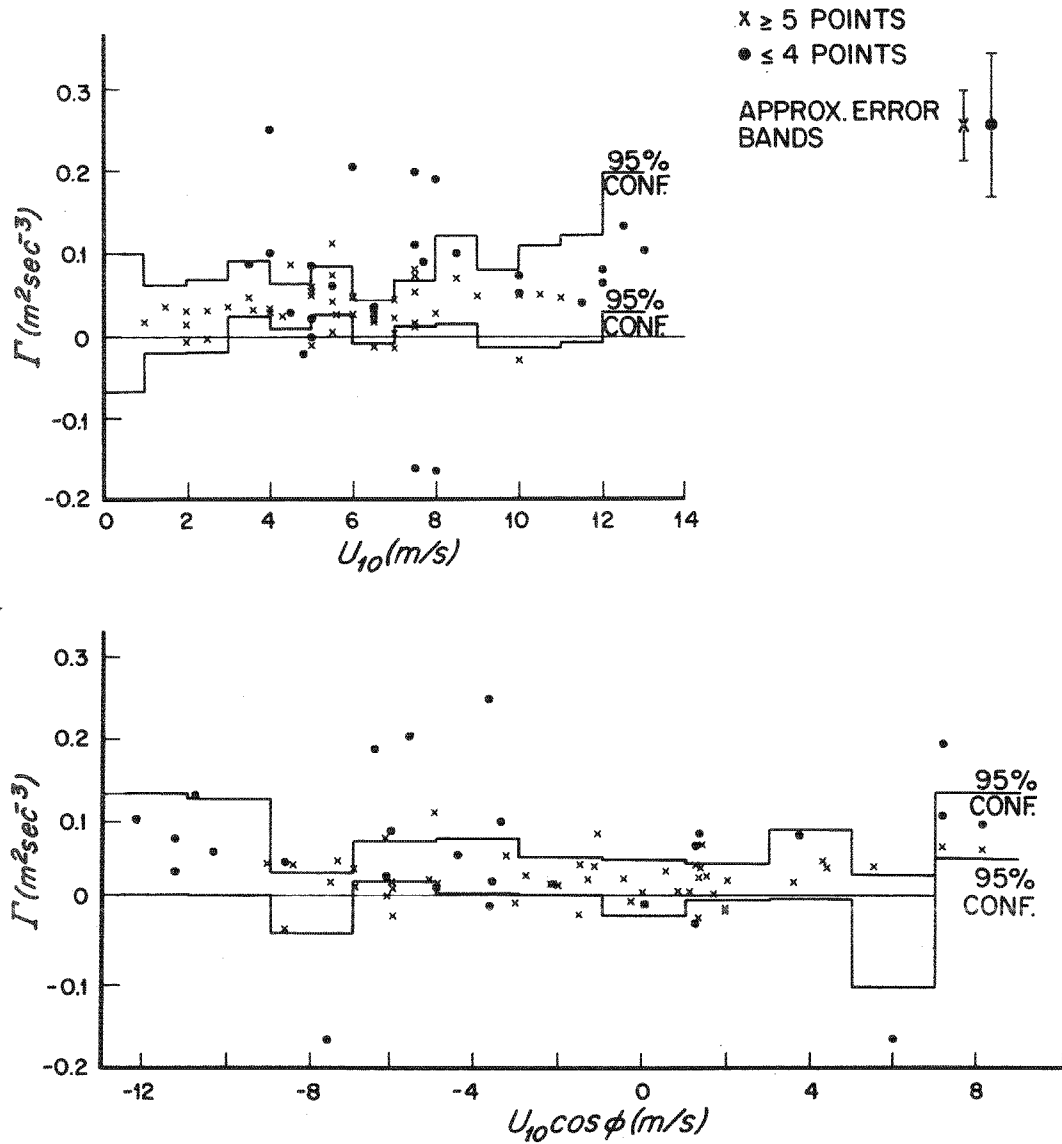 x ≥ 5 POINTS
● ≤ 4 POINTS
APPROX. ERROR
BANDS
0.3
0.2
0.1
0
-0.1
-0.2
Γ (m²sec⁻³)
95%
CONF.
95%
CONF.
0 2 4 6 8 10 12 14
U₁₀ (m/s)
0.3
0.2
0.1
0
-0.1
-0.2
Γ (m²sec⁻³)
95%
CONF.
95%
CONF.
-12 -8 -4 0 4 8
U₁₀ cos ϕ (m/s)